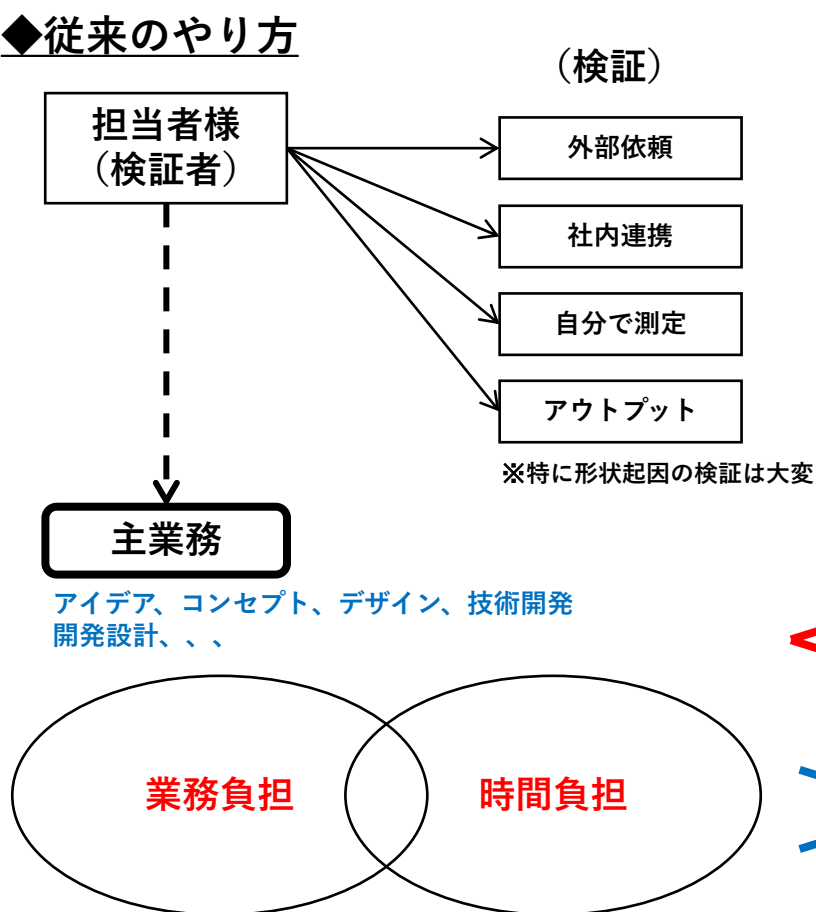 ◆従来のやり方
（検証）
担当者様
（検証者）
外部依頼
社内連携
自分で測定
アウトプット
※特に形状起因の検証は大変
主業務
アイデア、コンセプト、デザイン、技術開発
開発設計、、、
業務負担
時間負担